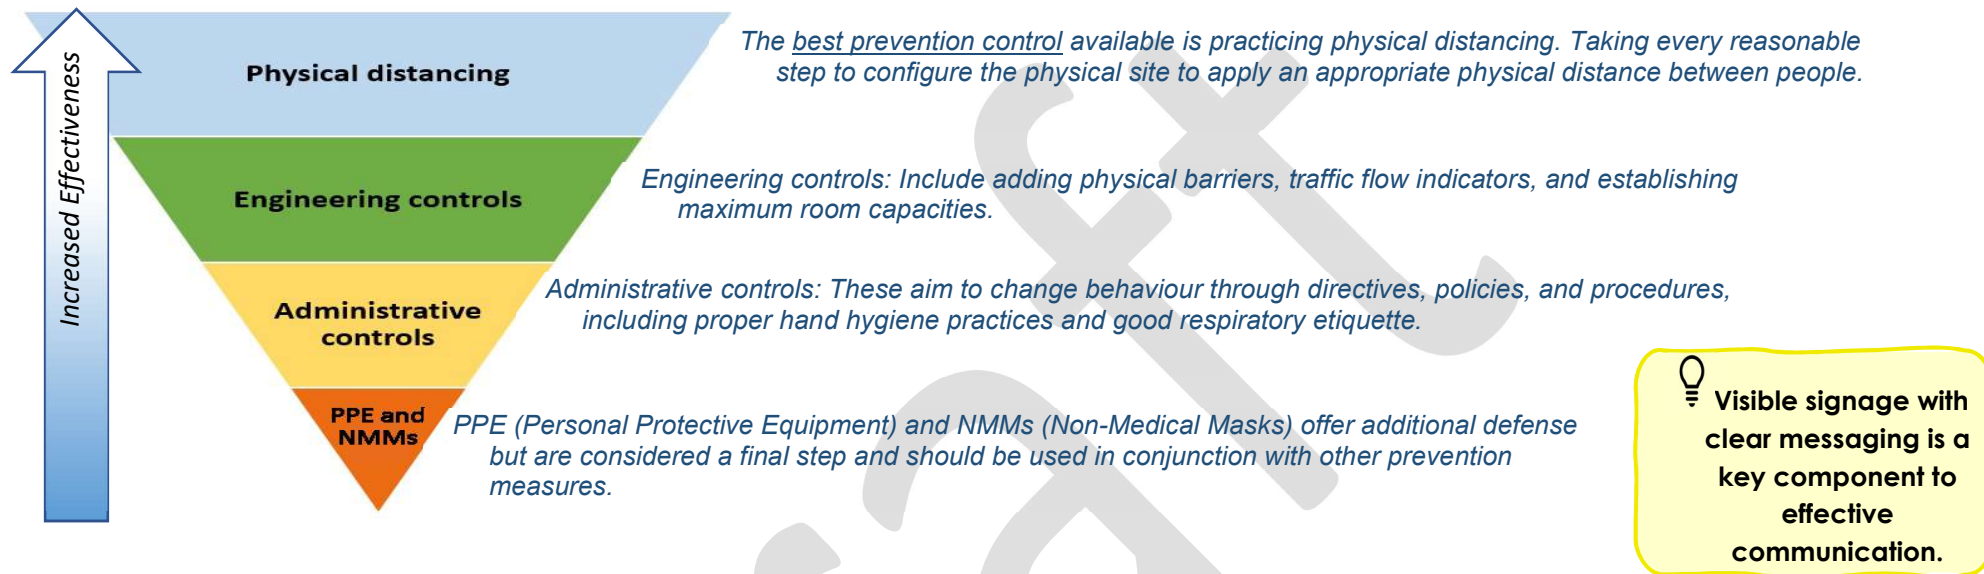 Increased Effectiveness
Physical distancing
The best prevention control available is practicing physical distancing. Taking every reasonable
step to configure the physical site to apply an appropriate physical distance between people.
Engineering controls
Engineering controls: Include adding physical barriers, traffic flow indicators, and establishing
maximum room capacities.
Administrative
controls
Administrative controls: These aim to change behaviour through directives, policies, and procedures,
including proper hand hygiene practices and good respiratory etiquette.
PPE and
NMMs
PPE (Personal Protective Equipment) and NMMs (Non-Medical Masks) offer additional defense
but are considered a final step and should be used in conjunction with other prevention
measures.
Visible signage with
clear messaging is a
key component to
effective
communication.